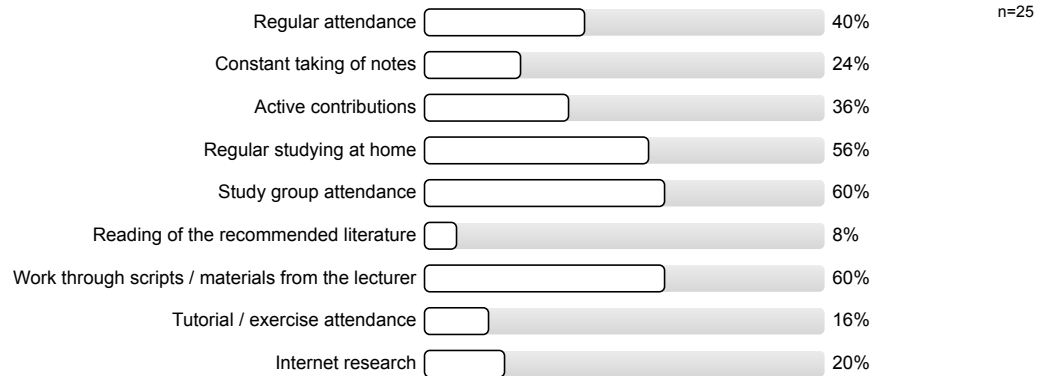 n=25
Regular attendance 40%
Constant taking of notes 24%
Active contributions 36%
Regular studying at home 56%
Study group attendance 60%
Reading of the recommended literature 8%
Work through scripts / materials from the lecturer 60%
Tutorial / exercise attendance 16%
Internet research 20%